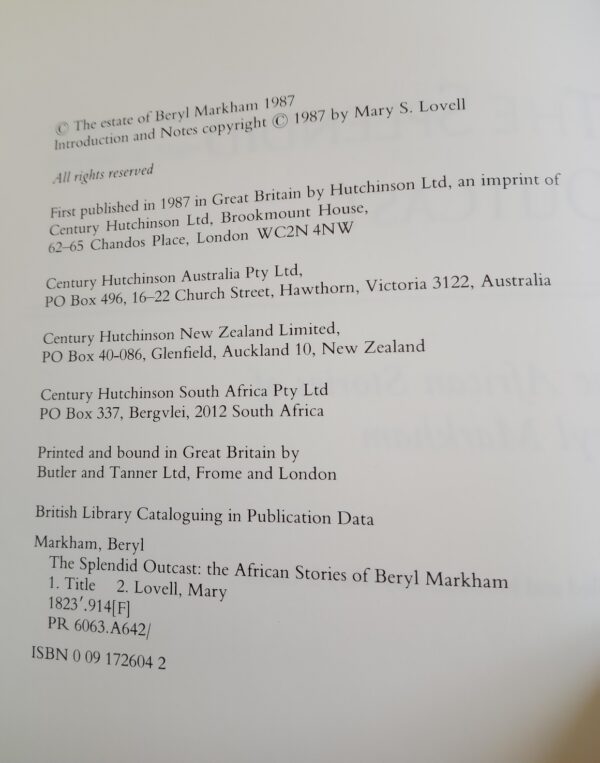 © The estate of Beryl Markham 1987
Introduction and Notes copyright © 1987 by Mary S. Lovell
All rights reserved
First published in 1987 in Great Britain by Hutchinson Ltd, an imprint of
Century Hutchinson Ltd, Brookmount House,
62–65 Chandos Place, London WC2N 4NW
Century Hutchinson Australia Pty Ltd,
PO Box 496, 16–22 Church Street, Hawthorn, Victoria 3122, Australia
Century Hutchinson New Zealand Limited,
PO Box 40-086, Glenfield, Auckland 10, New Zealand
Century Hutchinson South Africa Pty Ltd
PO Box 337, Bergvlei, 2012 South Africa
Printed and bound in Great Britain by
Butler and Tanner Ltd, Frome and London
British Library Cataloguing in Publication Data
Markham, Beryl
The Splendid Outcast: the African Stories of Beryl Markham
1. Title 2. Lovell, Mary
1823′.914[F]
PR 6063.A642/
ISBN 0 09 172604 2